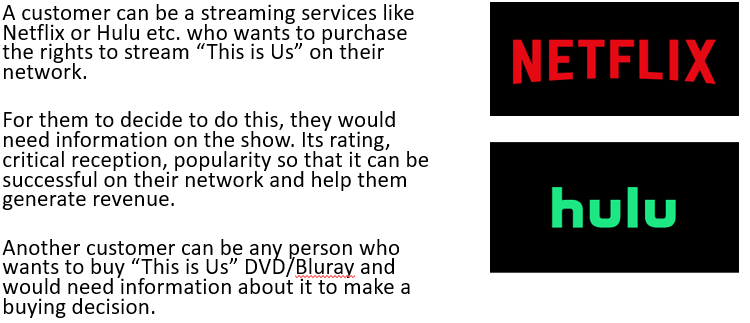 A customer can be a streaming services like
Netflix or Hulu etc. who wants to purchase
the rights to stream “This is Us” on their
network.
For them to decide to do this, they would
need information on the show. Its rating,
critical reception, popularity so that it can be
successful on their network and help them
generate revenue.
Another customer can be any person who
wants to buy “This is Us” DVD/Bluray and
would need information about it to make a
buying decision.
NETFLIX
hulu